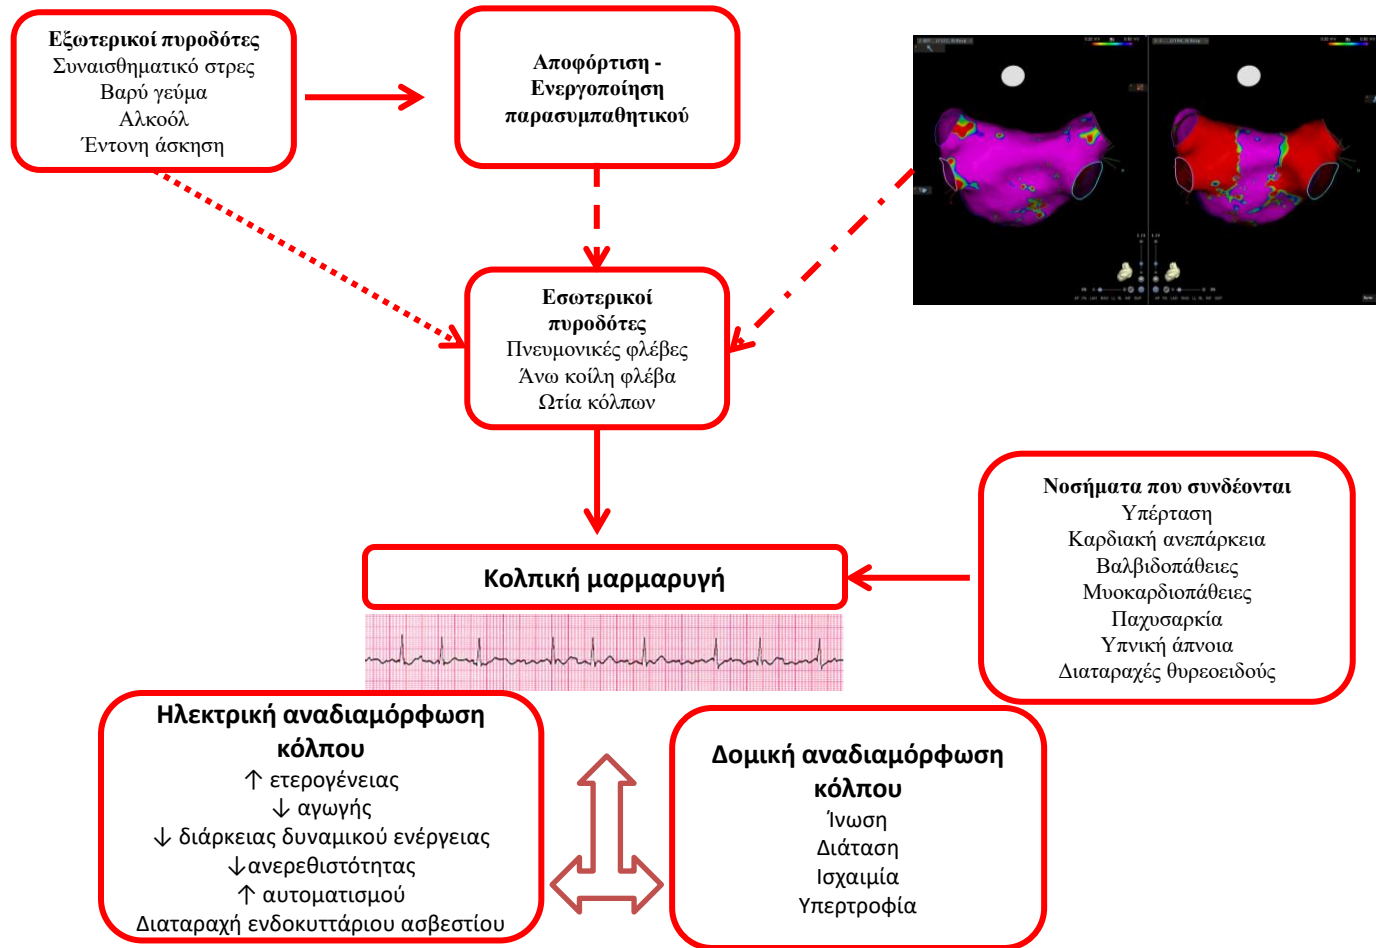 Εξωτερικοί πυροδότες
Συναισθηματικό στρες
Βαρύ γεύμα
Αλκοόλ
Έντονη άσκηση
Αποφόρτιση -
Ενεργοποίηση
παρασυμπαθητικού
Εσωτερικοί
πυροδότες
Πνευμονικές φλέβες
Άνω κοίλη φλέβα
Ωτία κόλπων
Νοσήματα που συνδέονται
Υπέρταση
Καρδιακή ανεπάρκεια
Βαλβιδοπάθειες
Μυοκαρδιοπάθειες
Παχυσαρκία
Υπνική άπνοια
Διαταραχές θυρεοειδούς
Κολπική μαρμαρυγή
Ηλεκτρική αναδιαμόρφωση
κόλπου
↑ ετερογένειας
↓ αγωγής
↓ διάρκειας δυναμικού ενέργειας
↓ανερεθιστότητας
↑ αυτοματισμού
Διαταραχή ενδοκυττάριου ασβεστίου
Δομική αναδιαμόρφωση
κόλπου
Ίνωση
Διάταση
Ισχαιμία
Υπερτροφία